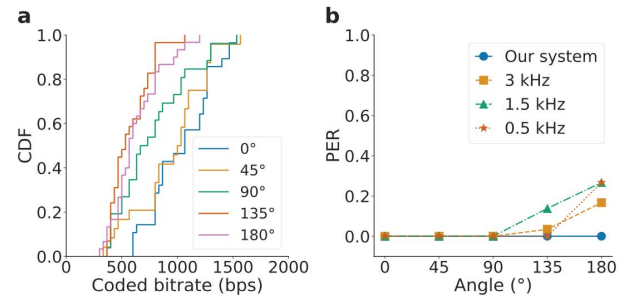 a
CDF
1.0
0.8
0.6
0.4
0.2
0.0
0
500
1000
1500
2000
Coded bitrate (bps)
0°
45°
90°
135°
180°
b
PER
1.0
0.8
0.6
0.4
0.2
0.0
0
45
90
135
180
Angle (°)
Our system
3 kHz
1.5 kHz
0.5 kHz